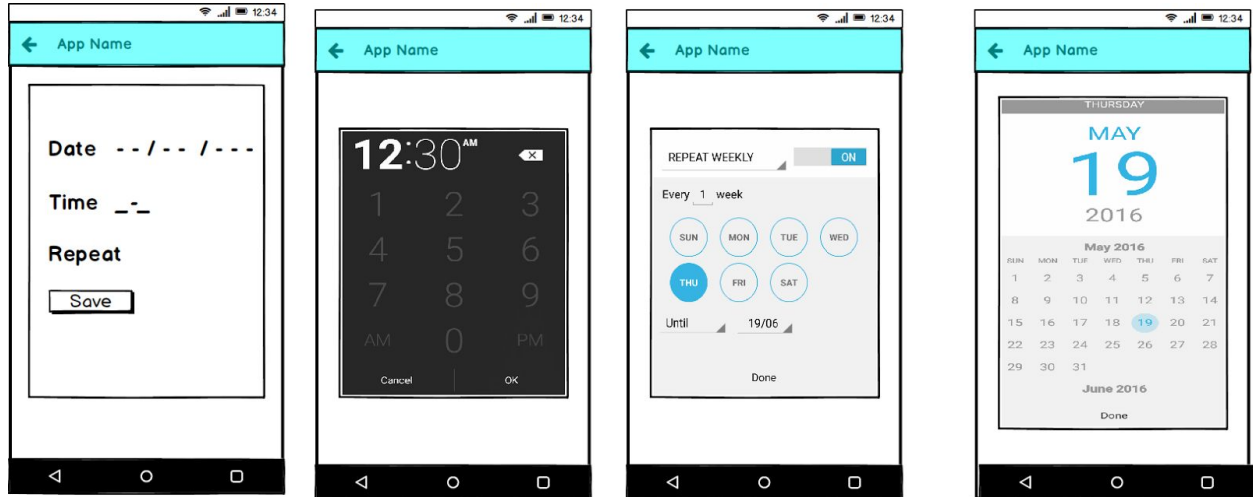 12:34
App Name
Date --/-- /---
Time _-_
Repeat
Save
12:34
App Name
12:30 AM
1 2 3
4 5 6
7 8 9
AM 0 PM
Cancel OK
12:34
App Name
REPEAT WEEKLY ON
Every 1 week
SUN MON TUE WED
THU FRI SAT
Until 19/06
Done
12:34
App Name
THURSDAY
MAY
19
2016
May 2016
SUN MON TUE WED THU FRI SAT
1 2 3 4 5 6 7
8 9 10 11 12 13 14
15 16 17 18 19 20 21
22 23 24 25 26 27 28
29 30 31
June 2016
Done